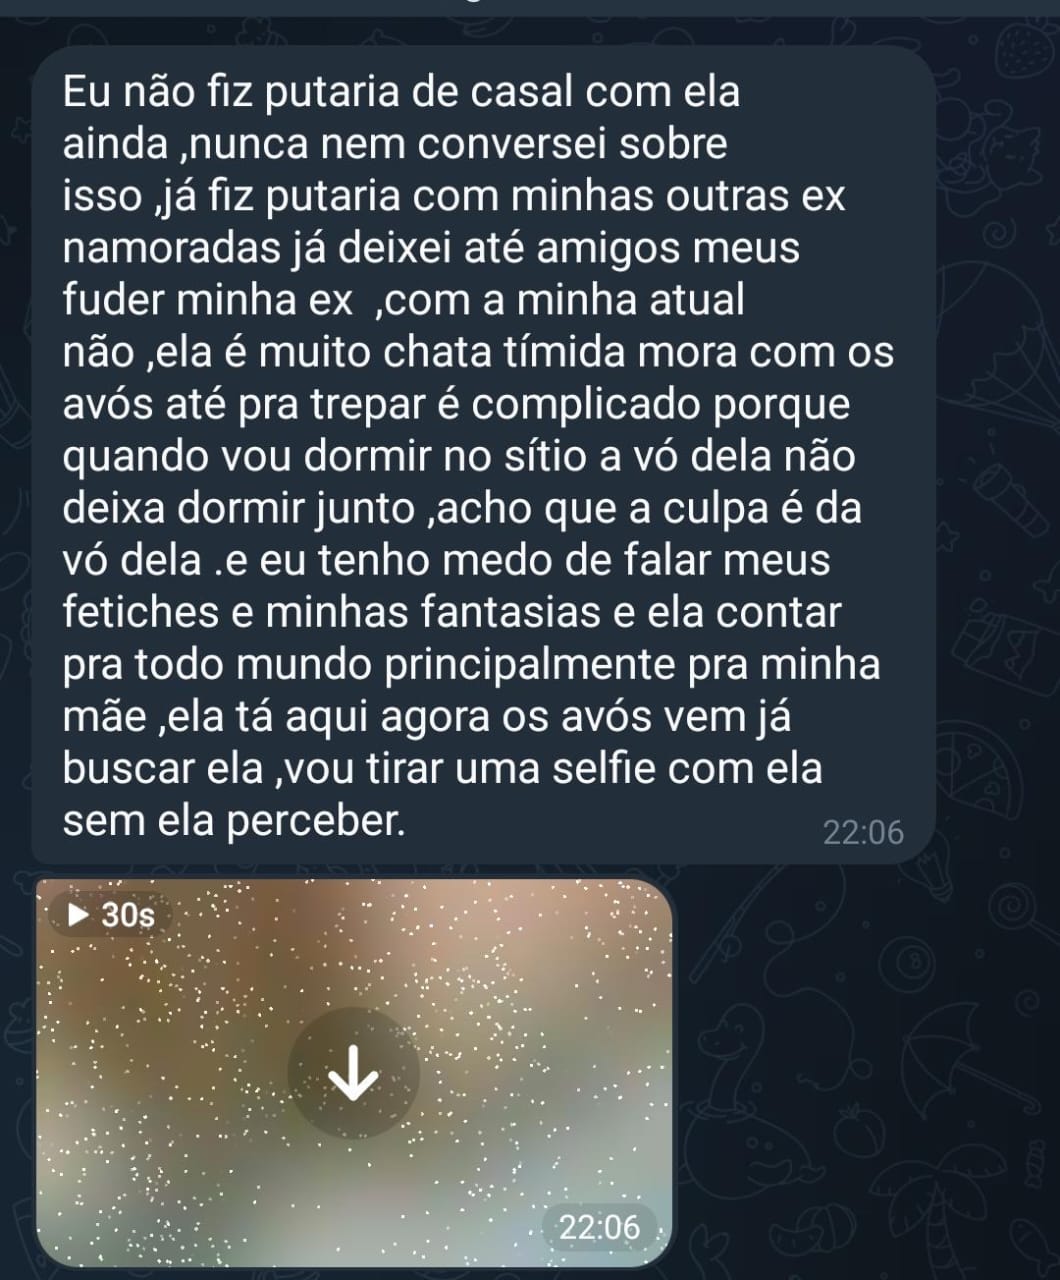 Eu não fiz putaria de casal com ela
ainda ,nunca nem conversei sobre
isso ,já fiz putaria com minhas outras ex
namoradas já deixei até amigos meus
fuder minha ex  ,com a minha atual
não ,ela é muito chata tímida mora com os
avós até pra trepar é complicado porque
quando vou dormir no sítio a vó dela não
deixa dormir junto ,acho que a culpa é da
vó dela .e eu tenho medo de falar meus
fetiches e minhas fantasias e ela contar
pra todo mundo principalmente pra minha
mãe ,ela tá aqui agora os avós vem já
buscar ela ,vou tirar uma selfie com ela
sem ela perceber.
22:06
30s
22:06